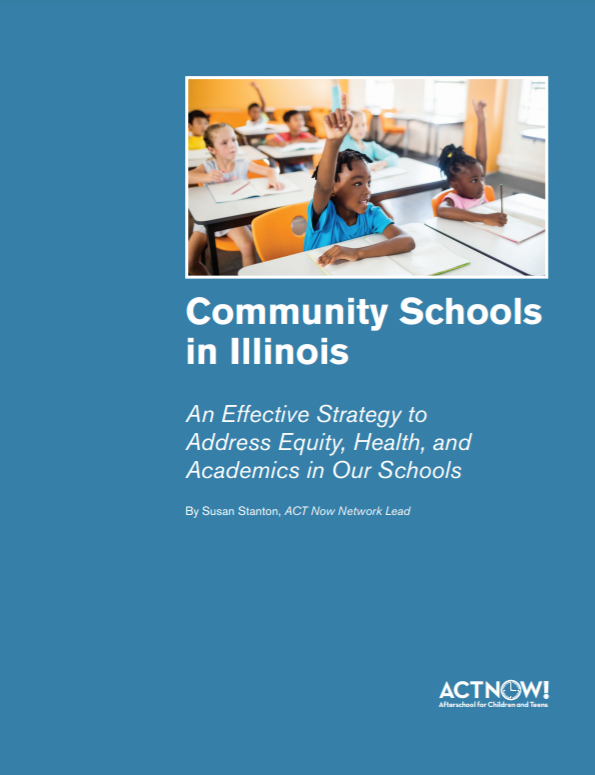 Community Schools
in Illinois
An Effective Strategy to
Address Equity, Health, and
Academics in Our Schools
By Susan Stanton, ACT Now Network Lead
ACTNOW!
Afterschool for Children and Teens